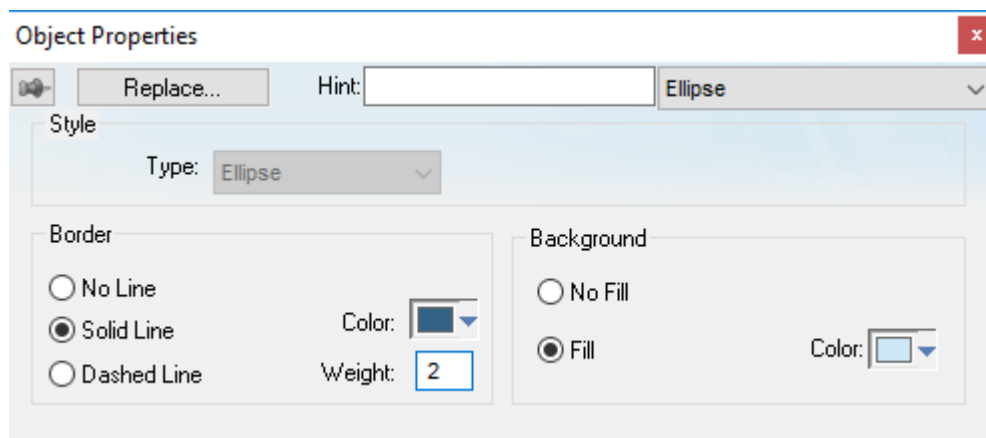 Object Properties x
Replace... Hint: Ellipse
Style
Type: Ellipse
Border
No Line
Solid Line
Dashed Line
Color:
Weight: 2
Background
No Fill
Fill
Color: